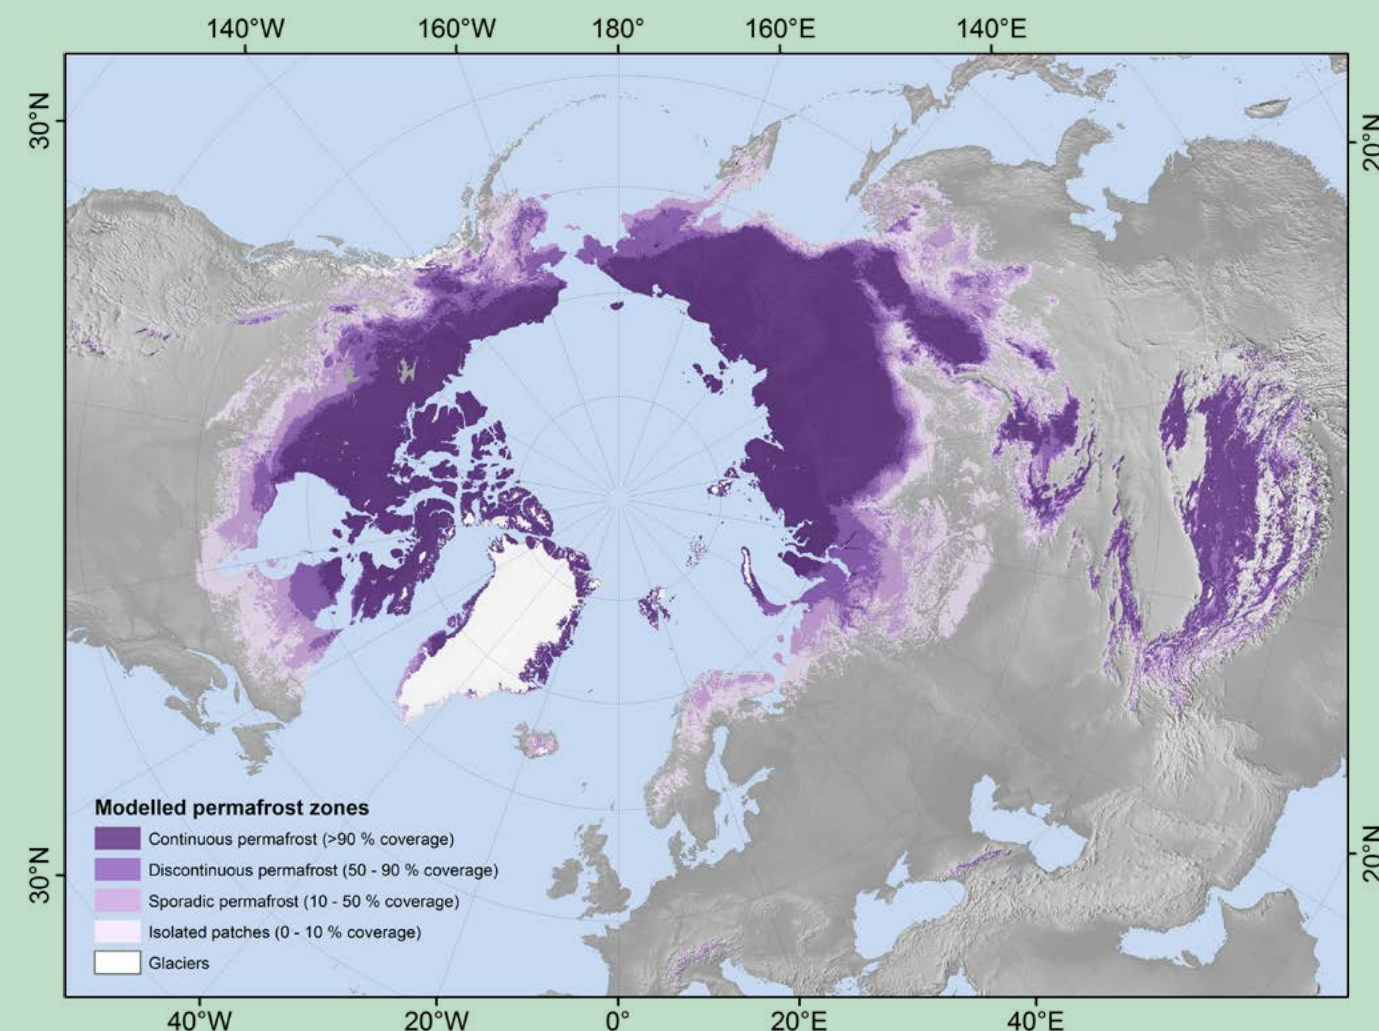 140°W 160°W 180° 160°E 140°E
30°N
20°N
Modelled permafrost zones
Continuous permafrost (>90 % coverage)
Discontinuous permafrost (50 - 90 % coverage)
Sporadic permafrost (10 - 50 % coverage)
Isolated patches (0 - 10 % coverage)
Glaciers
30°N
20°N
40°W 20°W 0° 20°E 40°E